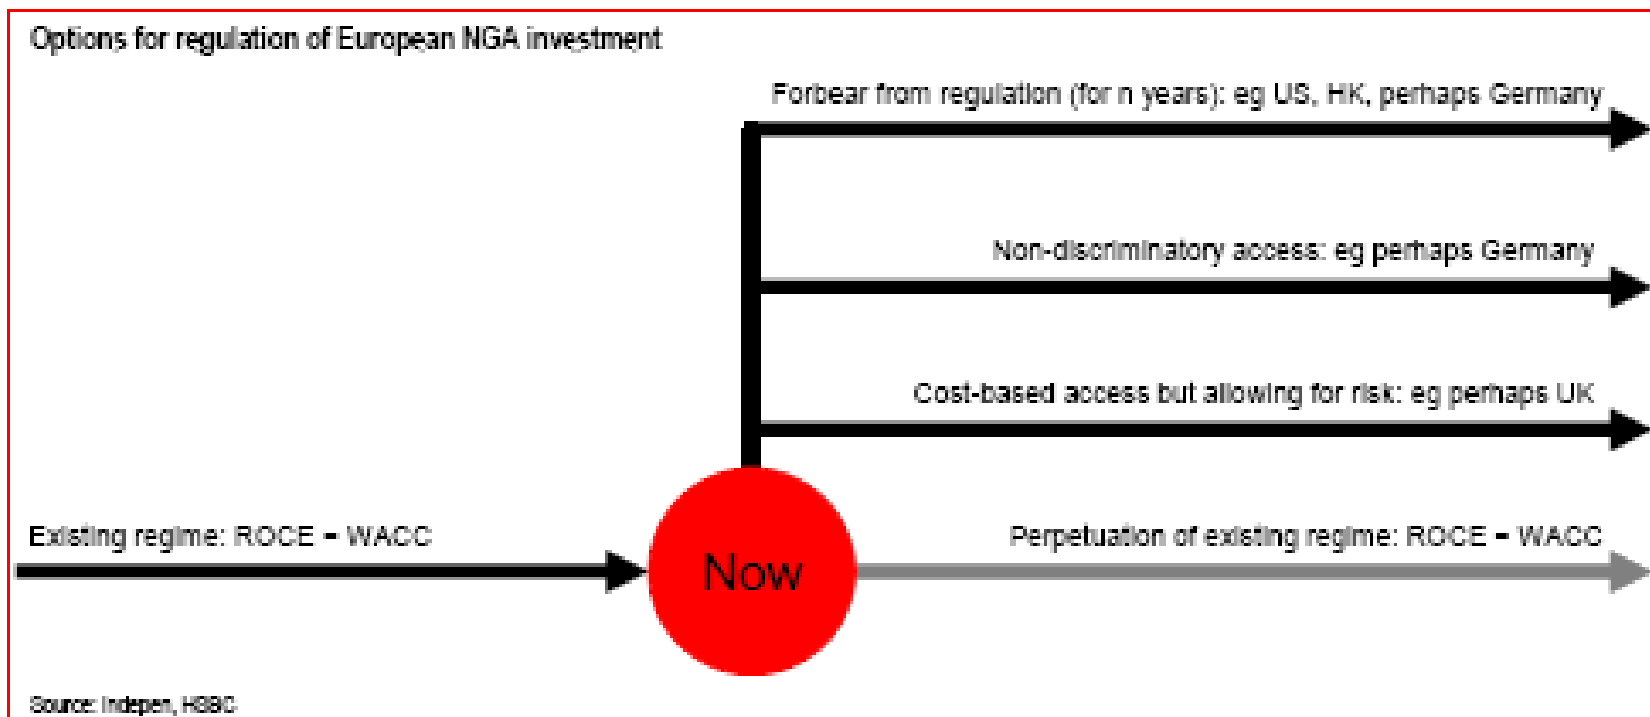 Options for regulation of European NGA investment
Forbear from regulation (for n years): eg US, HK, perhaps Germany
Non-discriminatory access: eg perhaps Germany
Cost-based access but allowing for risk: eg perhaps UK
Existing regime: ROCE = WACC
Perpetuation of existing regime: ROCE = WACC
Now
Source: Indepen, HSBC